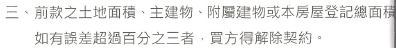 三、前款之土地面積、主建物、附屬建物或本房屋登記總面積
如有誤差超過百分之三者，買方得解除契約。